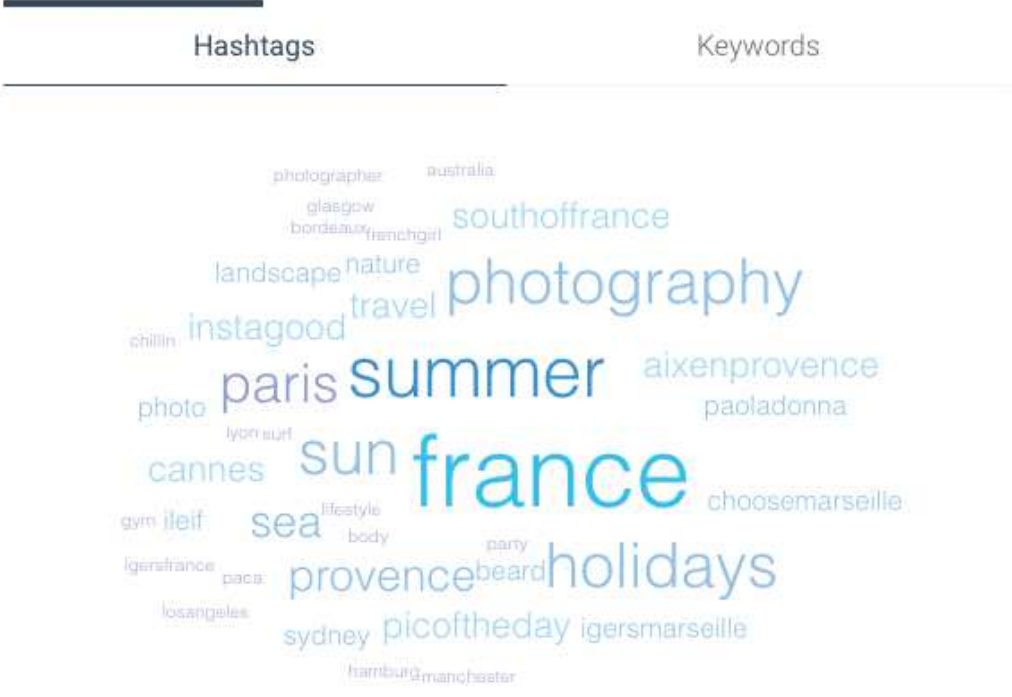 Hashtags Keywords
photographer australia
glasgow southoffrance
bordeaux frenchgirl
landscape nature photography
travel
instagood
chillin
paris summer aixenprovence
photo paoladonna
lyon surf
sun france
cannes
choosemarseille
gym ileif sea lifestyle
body
party
igersfrance paca provence beard holidays
losangeles
sydney picoftheday igersmarseille
hamburg manchester